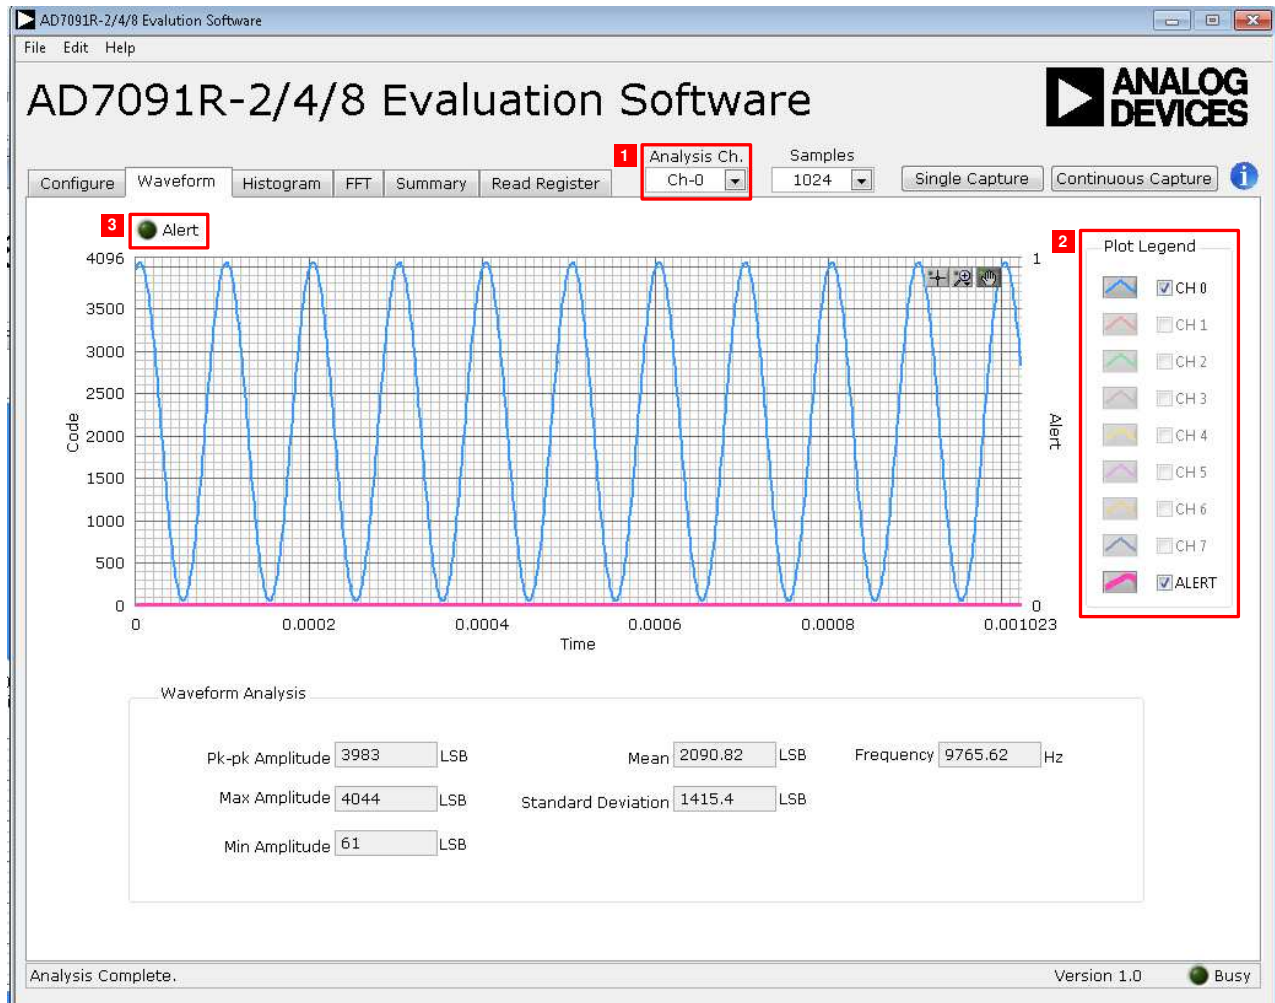 AD7091R-2/4/8 Evalution Software
File Edit Help
AD7091R-2/4/8 Evaluation Software
ANALOG
DEVICES
1 Analysis Ch. Samples
Configure Waveform Histogram FFT Summary Read Register Ch-0 1024 Single Capture Continuous Capture i
3 Alert
2 Plot Legend
CH 0
CH 1
CH 2
CH 3
CH 4
CH 5
CH 6
CH 7
ALERT
4096
3500
3000
2500
2000
1500
1000
500
0
Code
1
0
Alert
0 0.0002 0.0004 0.0006 0.0008 0.001023
Time
Waveform Analysis
Pk-pk Amplitude 3983 LSB Mean 2090.82 LSB Frequency 9765.62 Hz
Max Amplitude 4044 LSB Standard Deviation 1415.4 LSB
Min Amplitude 61 LSB
Analysis Complete. Version 1.0 Busy